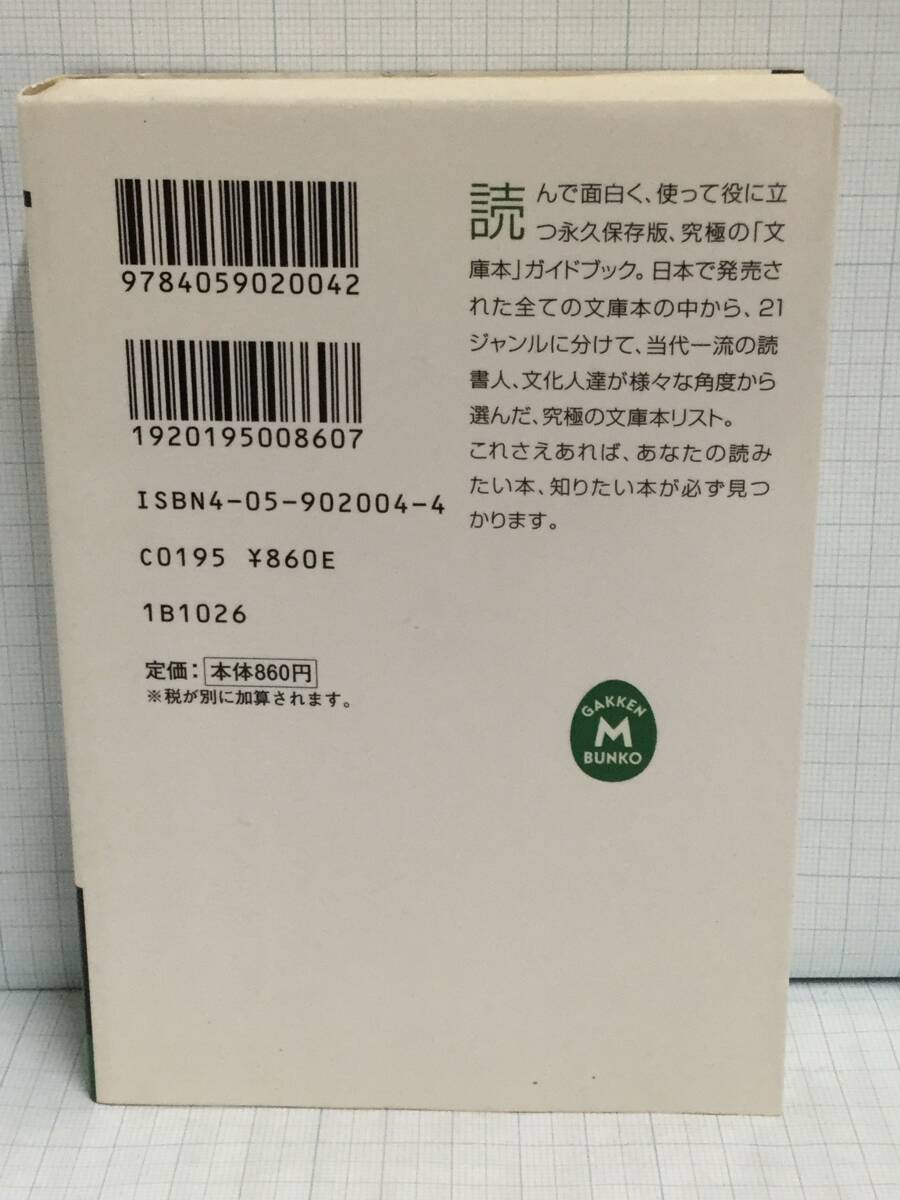 9784059020042
1920195008607
ISBN4-05-902004-4
C0195 ¥860E
1B1026
定価：本体860円
※税が別に加算されます。
読んで面白く、使って役に立
つ永久保存版、究極の「文
庫本」ガイドブック。日本で発売さ
れた全ての文庫本の中から、21
ジャンルに分けて、当代一流の読
書人、文化人達が様々な角度から
選んだ、究極の文庫本リスト。
これさえあれば、あなたの読み
たい本、知りたい本が必ず見つ
かります。
GAKKEN
M
BUNKO